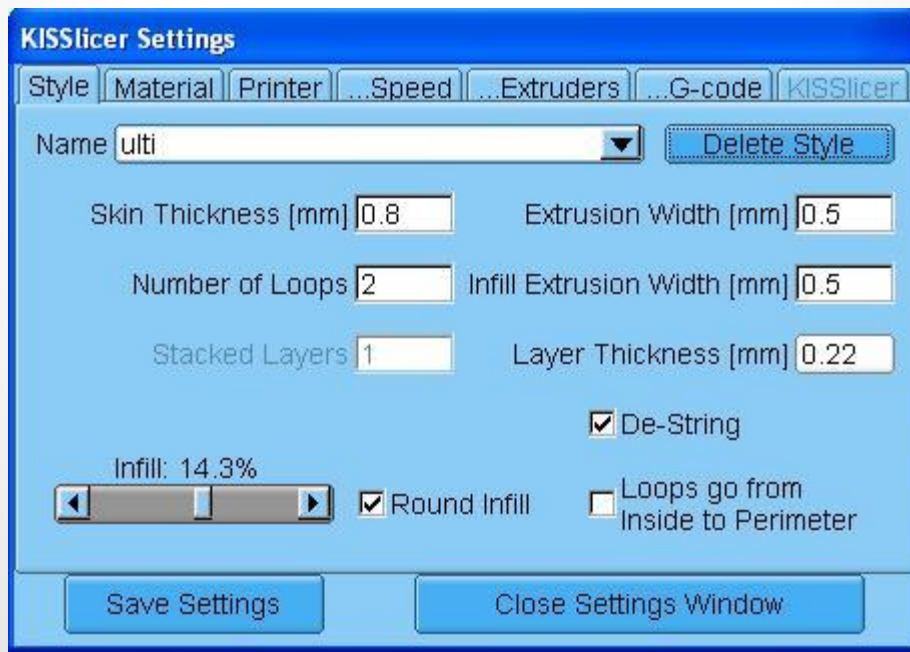 KISSlicer Settings
Style Material Printer ...Speed ...Extruders ...G-code KISSlicer
Name ulti Delete Style
Skin Thickness [mm] 0.8 Extrusion Width [mm] 0.5
Number of Loops 2 Infill Extrusion Width [mm] 0.5
Stacked Layers 1 Layer Thickness [mm] 0.22
De-String
Infill: 14.3%
Round Infill
Loops go from
Inside to Perimeter
Save Settings Close Settings Window